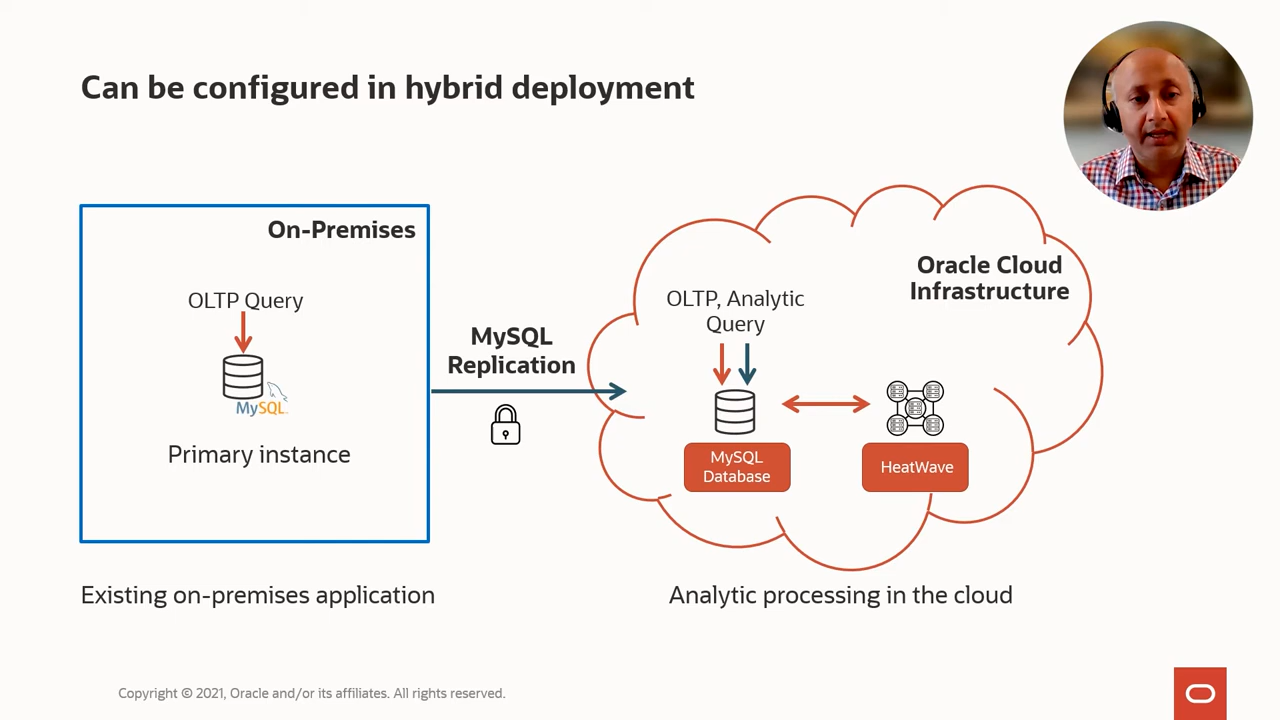 Can be configured in hybrid deployment
On-Premises
OLTP Query
MySQL
Primary instance
MySQL
Replication
Oracle Cloud
Infrastructure
OLTP, Analytic
Query
MySQL
Database
HeatWave
Existing on-premises application
Analytic processing in the cloud
Copyright © 2021, Oracle and/or its affiliates. All rights reserved.